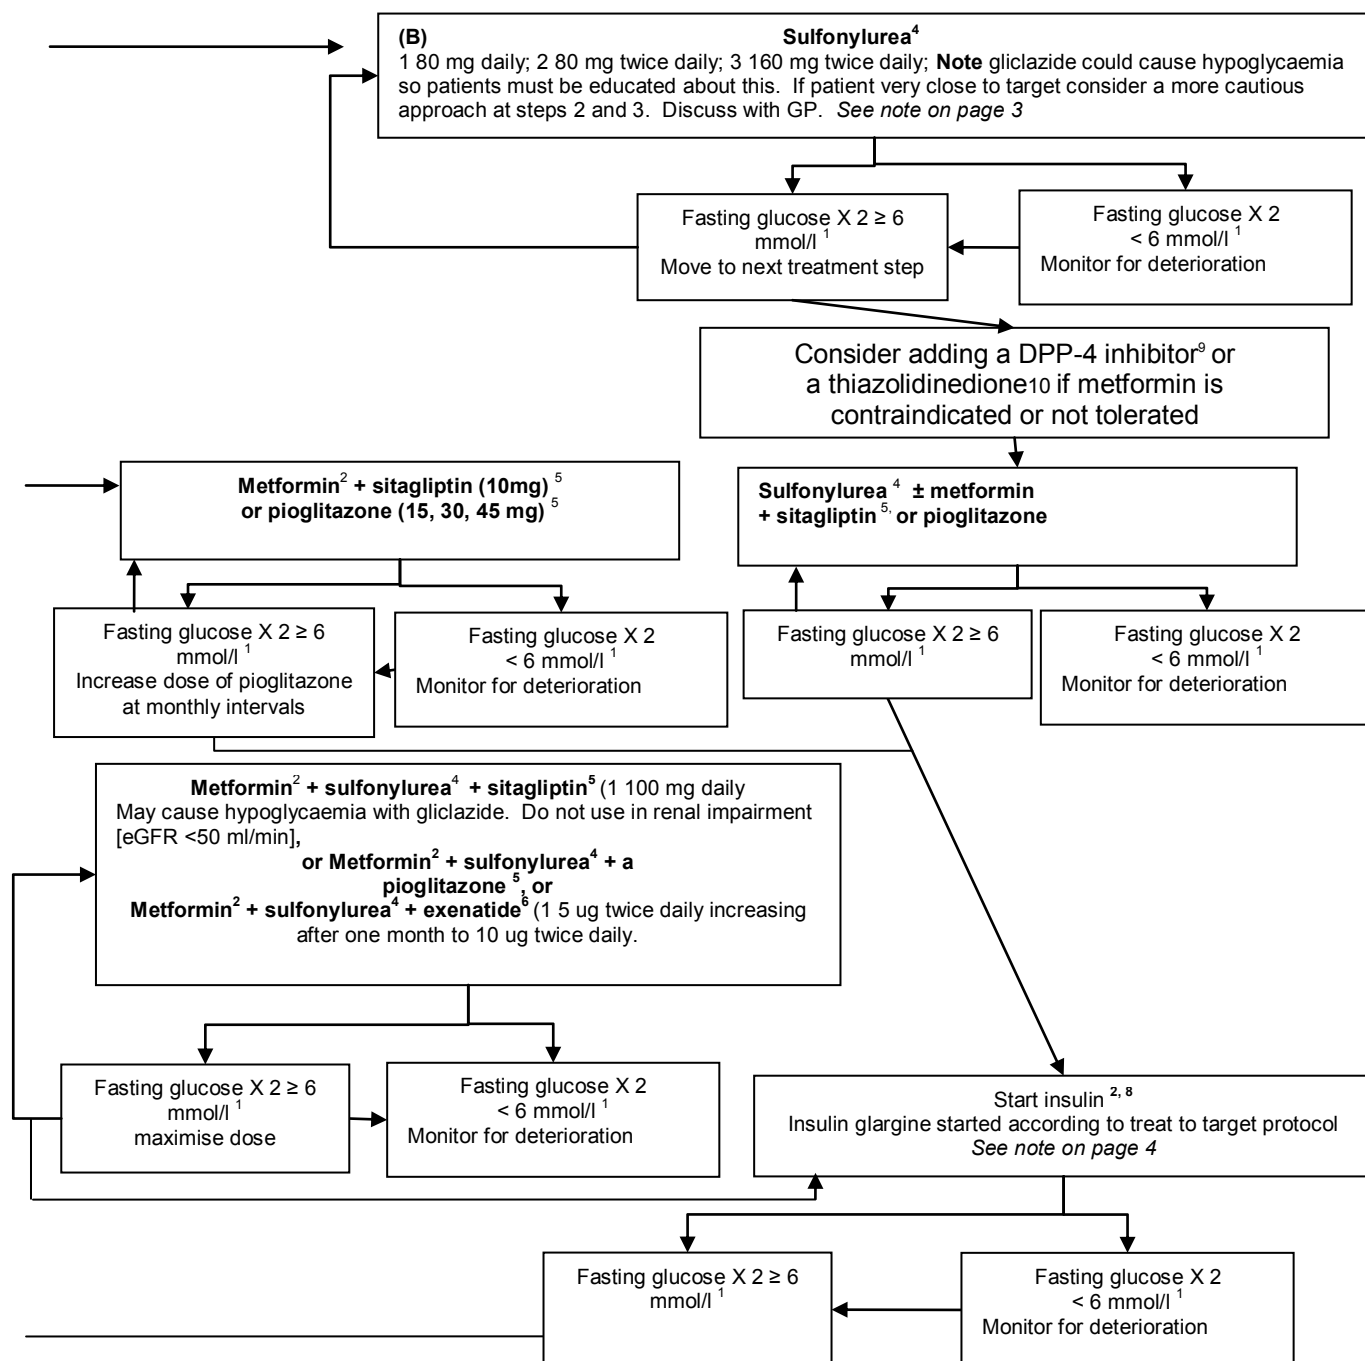 (B) Sulfonylurea4
1 80 mg daily; 2 80 mg twice daily; 3 160 mg twice daily; Note gliclazide could cause hypoglycaemia
so patients must be educated about this. If patient very close to target consider a more cautious
approach at steps 2 and 3. Discuss with GP. See note on page 3
Fasting glucose X 2 ≥ 6
mmol/l 1
Move to next treatment step
Fasting glucose X 2
< 6 mmol/l 1
Monitor for deterioration
Consider adding a DPP-4 inhibitor9 or
a thiazolidinedione10 if metformin is
contraindicated or not tolerated
Metformin2 + sitagliptin (10mg) 5
or pioglitazone (15, 30, 45 mg) 5
Sulfonylurea 4 ± metformin
+ sitagliptin 5, or pioglitazone
Fasting glucose X 2 ≥ 6
mmol/l 1
Increase dose of pioglitazone
at monthly intervals
Fasting glucose X 2
< 6 mmol/l 1
Monitor for deterioration
Fasting glucose X 2 ≥ 6
mmol/l 1
Fasting glucose X 2
< 6 mmol/l 1
Monitor for deterioration
Metformin2 + sulfonylurea4 + sitagliptin5 (1 100 mg daily
May cause hypoglycaemia with gliclazide. Do not use in renal impairment
[eGFR <50 ml/min],
or Metformin2 + sulfonylurea4 + a
pioglitazone 5, or
Metformin2 + sulfonylurea4 + exenatide6 (1 5 ug twice daily increasing
after one month to 10 ug twice daily.
Fasting glucose X 2 ≥ 6
mmol/l 1
maximise dose
Fasting glucose X 2
< 6 mmol/l 1
Monitor for deterioration
Start insulin 2, 8
Insulin glargine started according to treat to target protocol
See note on page 4
Fasting glucose X 2 ≥ 6
mmol/l 1
Fasting glucose X 2
< 6 mmol/l 1
Monitor for deterioration